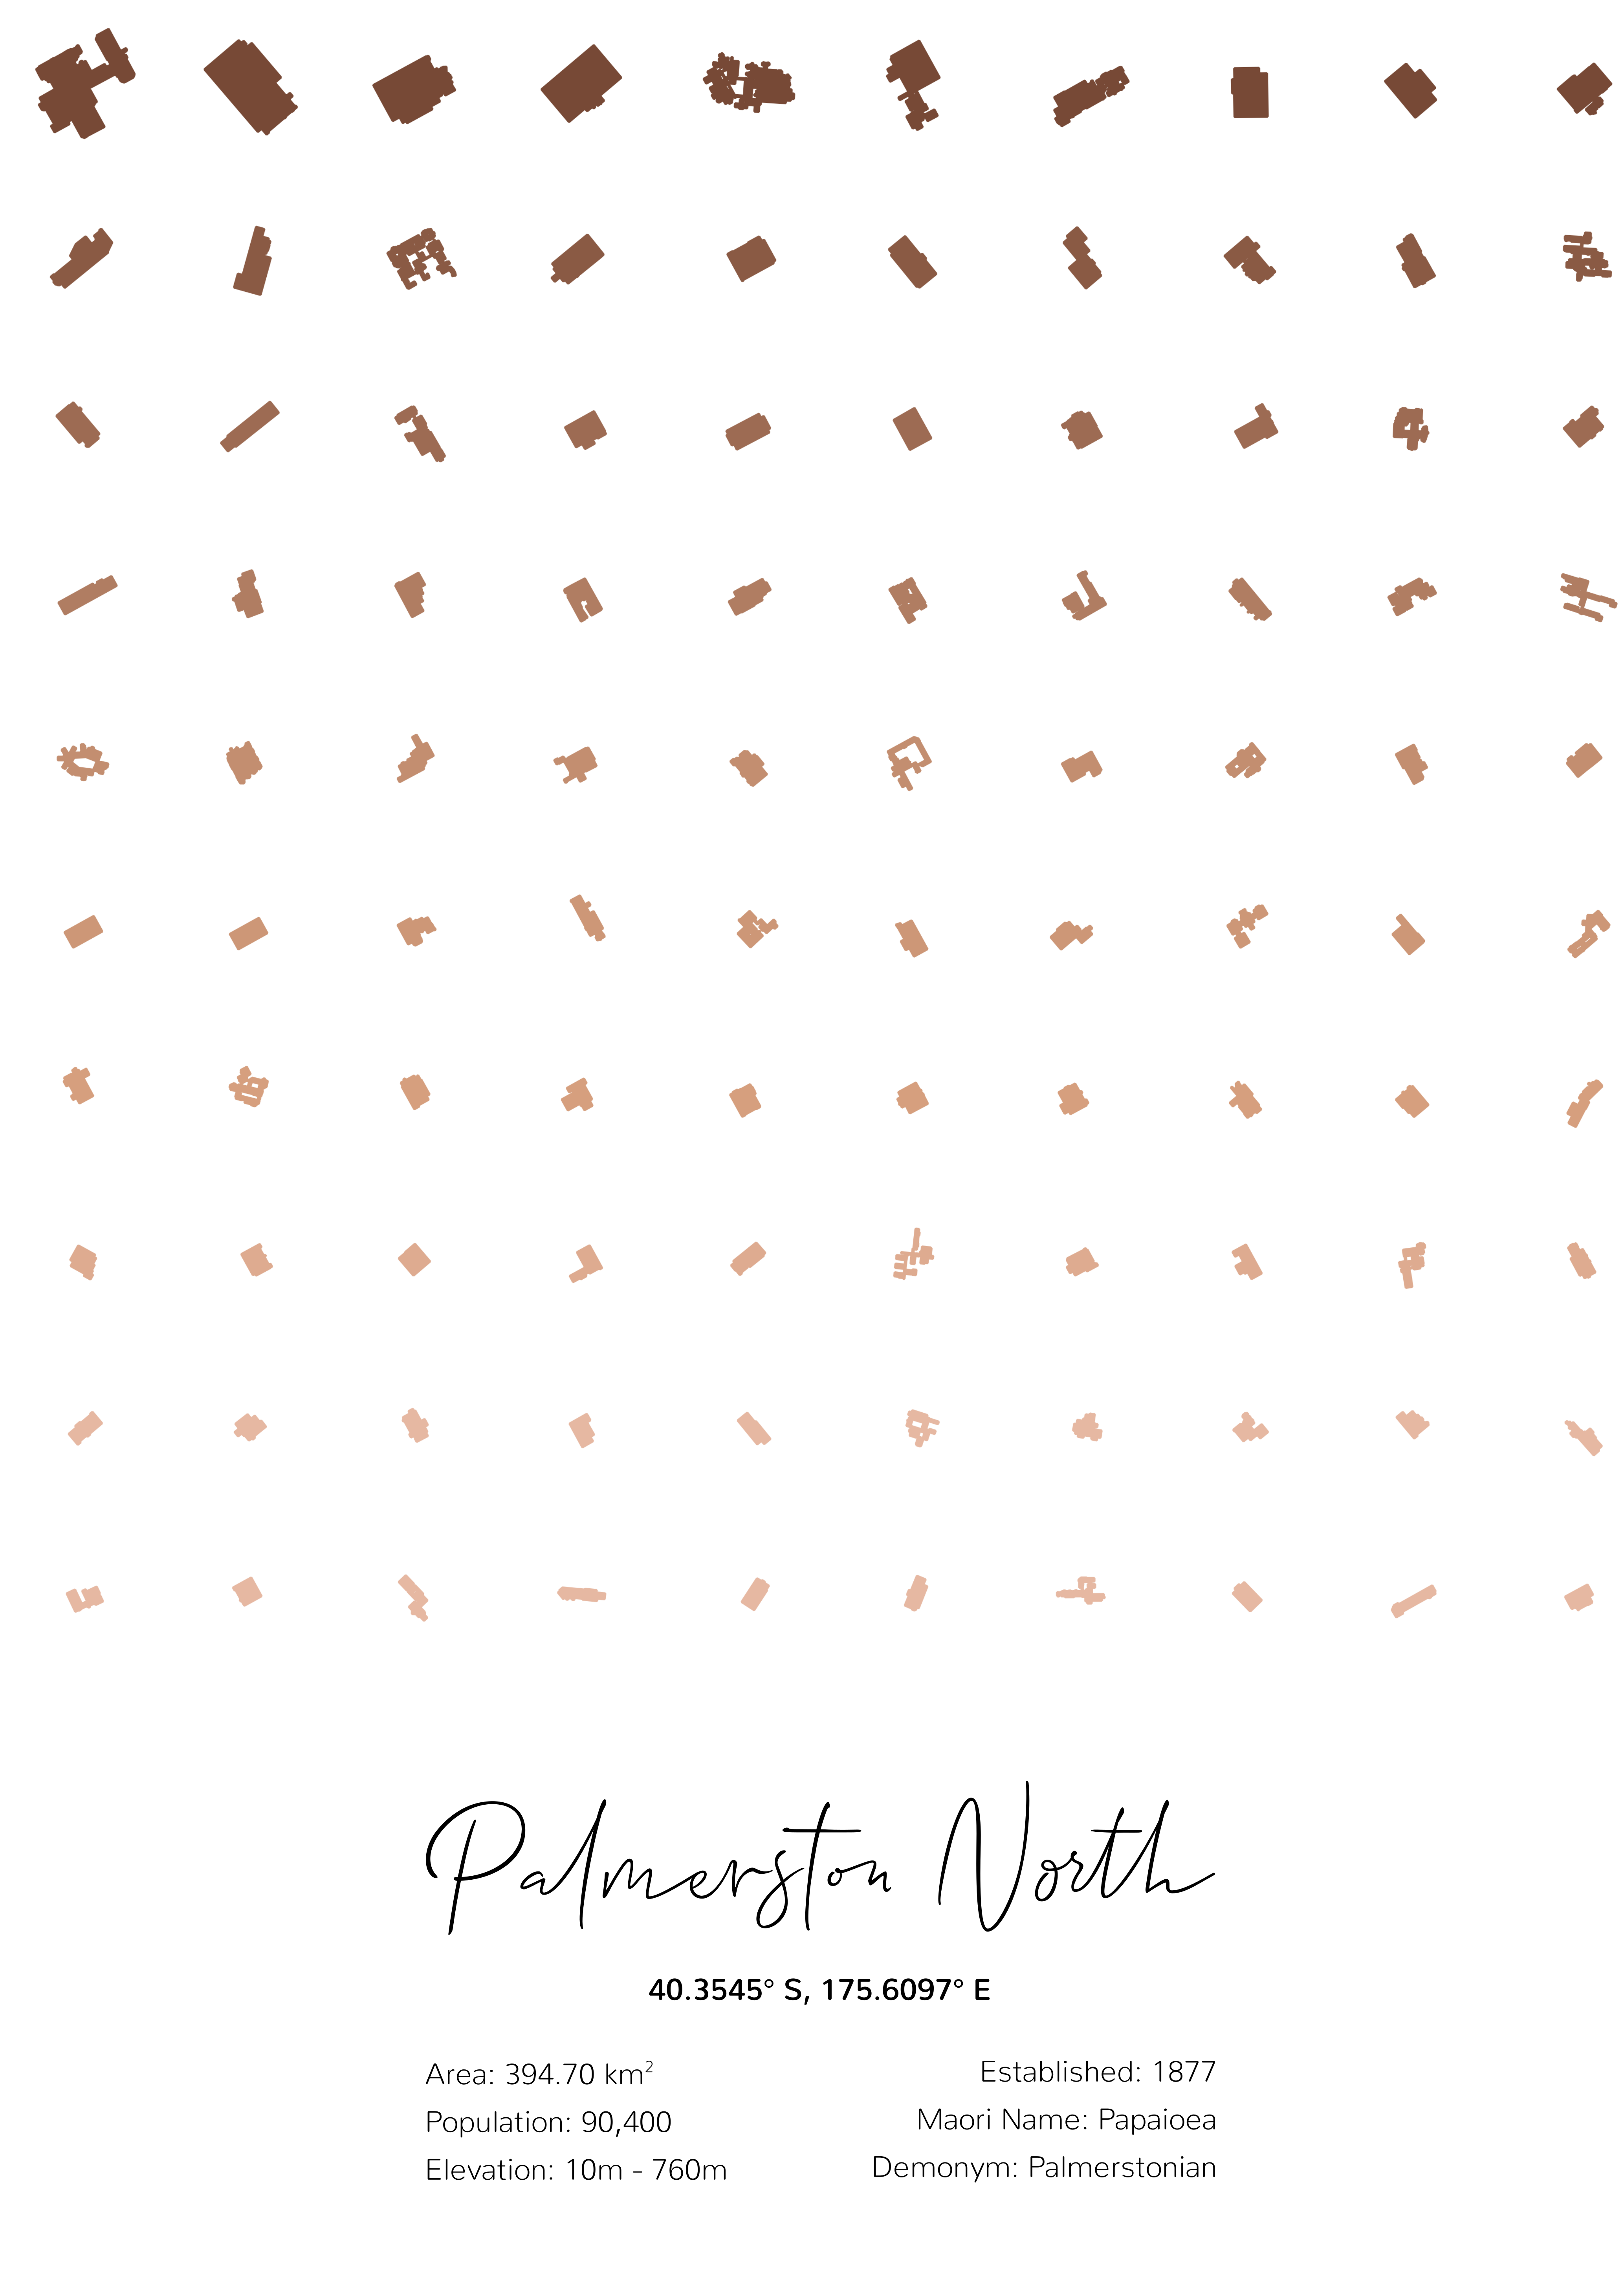 Palmerston North
40.3545° S, 175.6097° E
Area: 394.70 km²
Population: 90,400
Elevation: 10m - 760m
Established: 1877
Maori Name: Papaioea
Demonym: Palmerstonian